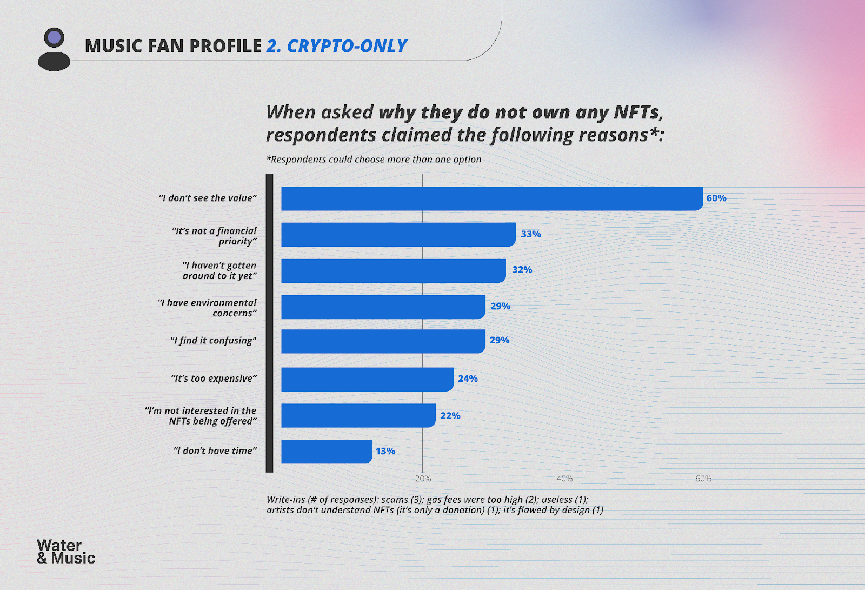 MUSIC FAN PROFILE 2. CRYPTO-ONLY
When asked why they do not own any NFTs,
respondents claimed the following reasons*:
*Respondents could choose more than one option
"I don't see the value"
60%
"It's not a financial
priority"
33%
"I haven't gotten
around to it yet"
32%
"I have environmental
concerns"
29%
"I find it confusing"
29%
"It's too expensive"
24%
"I'm not interested in the
NFTs being offered"
22%
"I don't have time"
13%
20%
40%
60%
Write-ins (# of responses): scams (3); gas fees were too high (2); useless (1);
artists don't understand NFTs (it's only a donation) (1); it's flawed by design (1)
Water
& Music